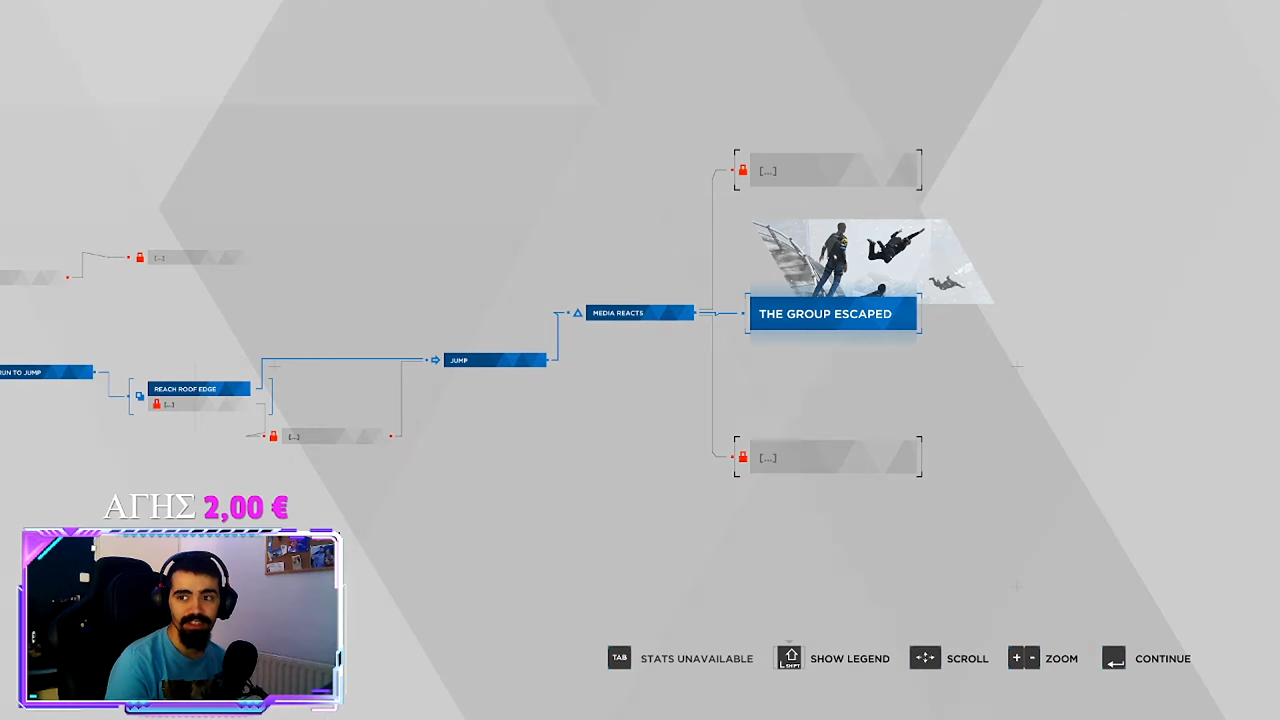 [...]
[...]
THE GROUP ESCAPED
MEDIA REACTS
JUMP
RUN TO JUMP
REACH ROOF EDGE
[...]
[...]
[...]
ΑΓΗΣ 2,00 €
TAB STATS UNAVAILABLE
L SHIFT SHOW LEGEND
SCROLL
+ - ZOOM
CONTINUE